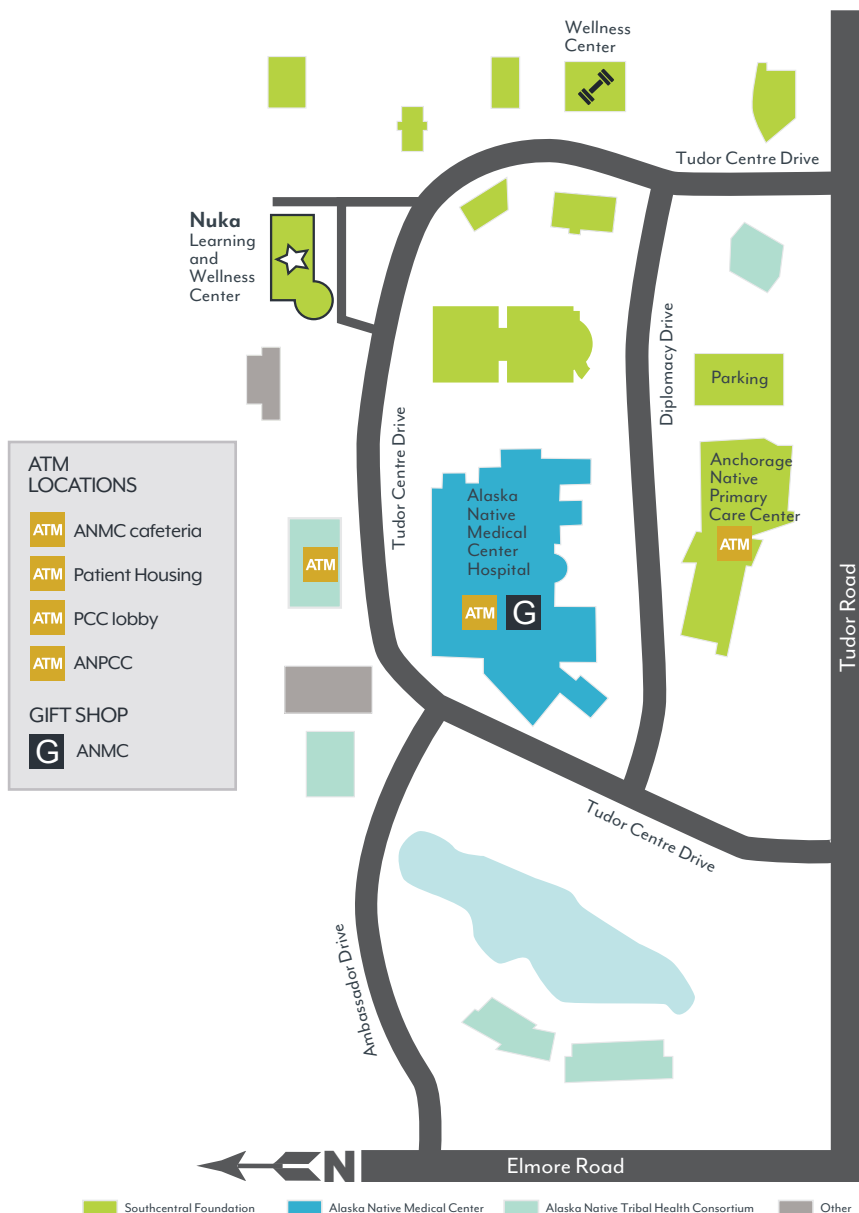 Wellness
Center
Tudor Centre Drive
Nuka
Learning
and
Wellness
Center
Diplomacy Drive
Parking
Tudor Centre Drive
Anchorage
Native
Primary
Care Center
ATM
Alaska
Native
Medical
Center
Hospital
ATM G
ATM
Tudor Road
ATM
LOCATIONS
ATM ANMC cafeteria
ATM Patient Housing
ATM PCC lobby
ATM ANPCC
GIFT SHOP
G ANMC
Tudor Centre Drive
Ambassador Drive
N
Elmore Road
Southcentral Foundation
Alaska Native Medical Center
Alaska Native Tribal Health Consortium
Other